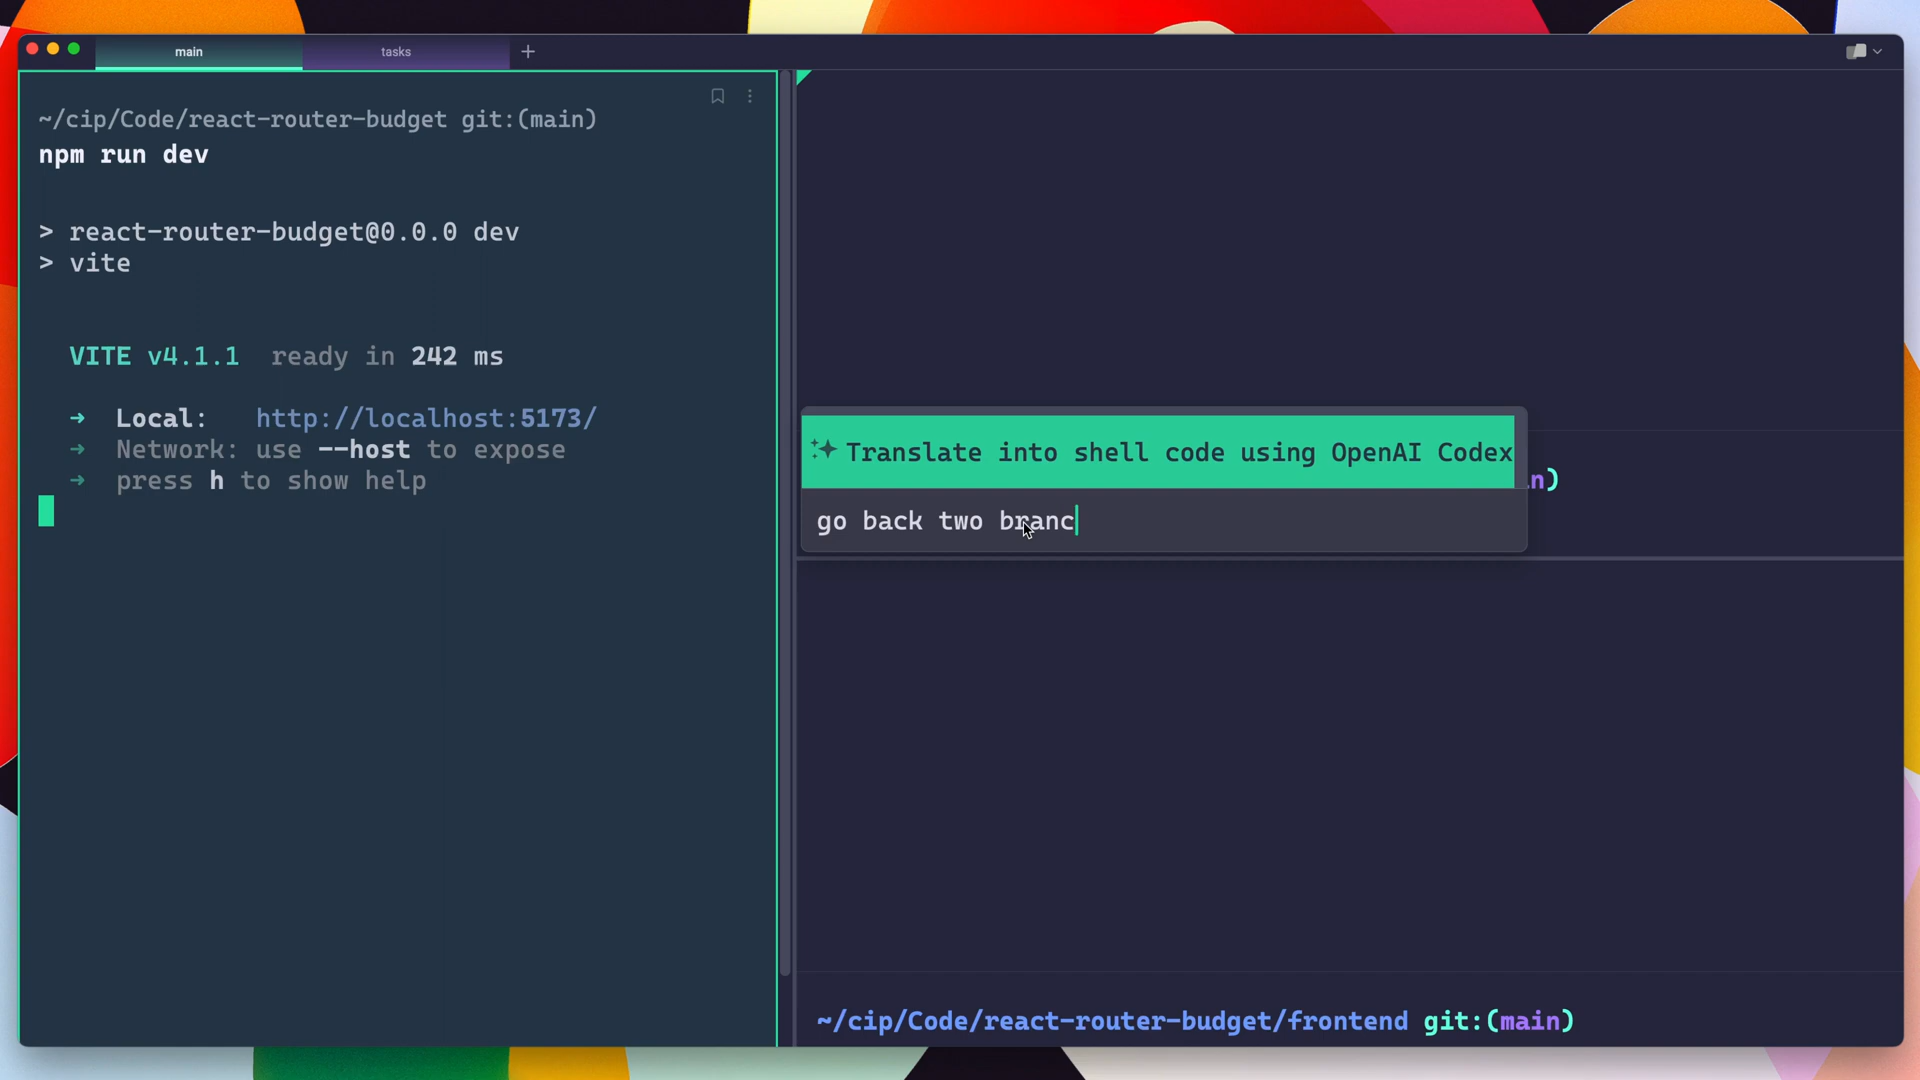 main
tasks
~/cip/Code/react-router-budget git:(main)
npm run dev
> react-router-budget@0.0.0 dev
> vite
VITE v4.1.1 ready in 242 ms
➜ Local: http://localhost:5173/
➜ Network: use --host to expose
➜ press h to show help
Translate into shell code using OpenAI Codex
n)
go back two branc
~/cip/Code/react-router-budget/frontend git:(main)